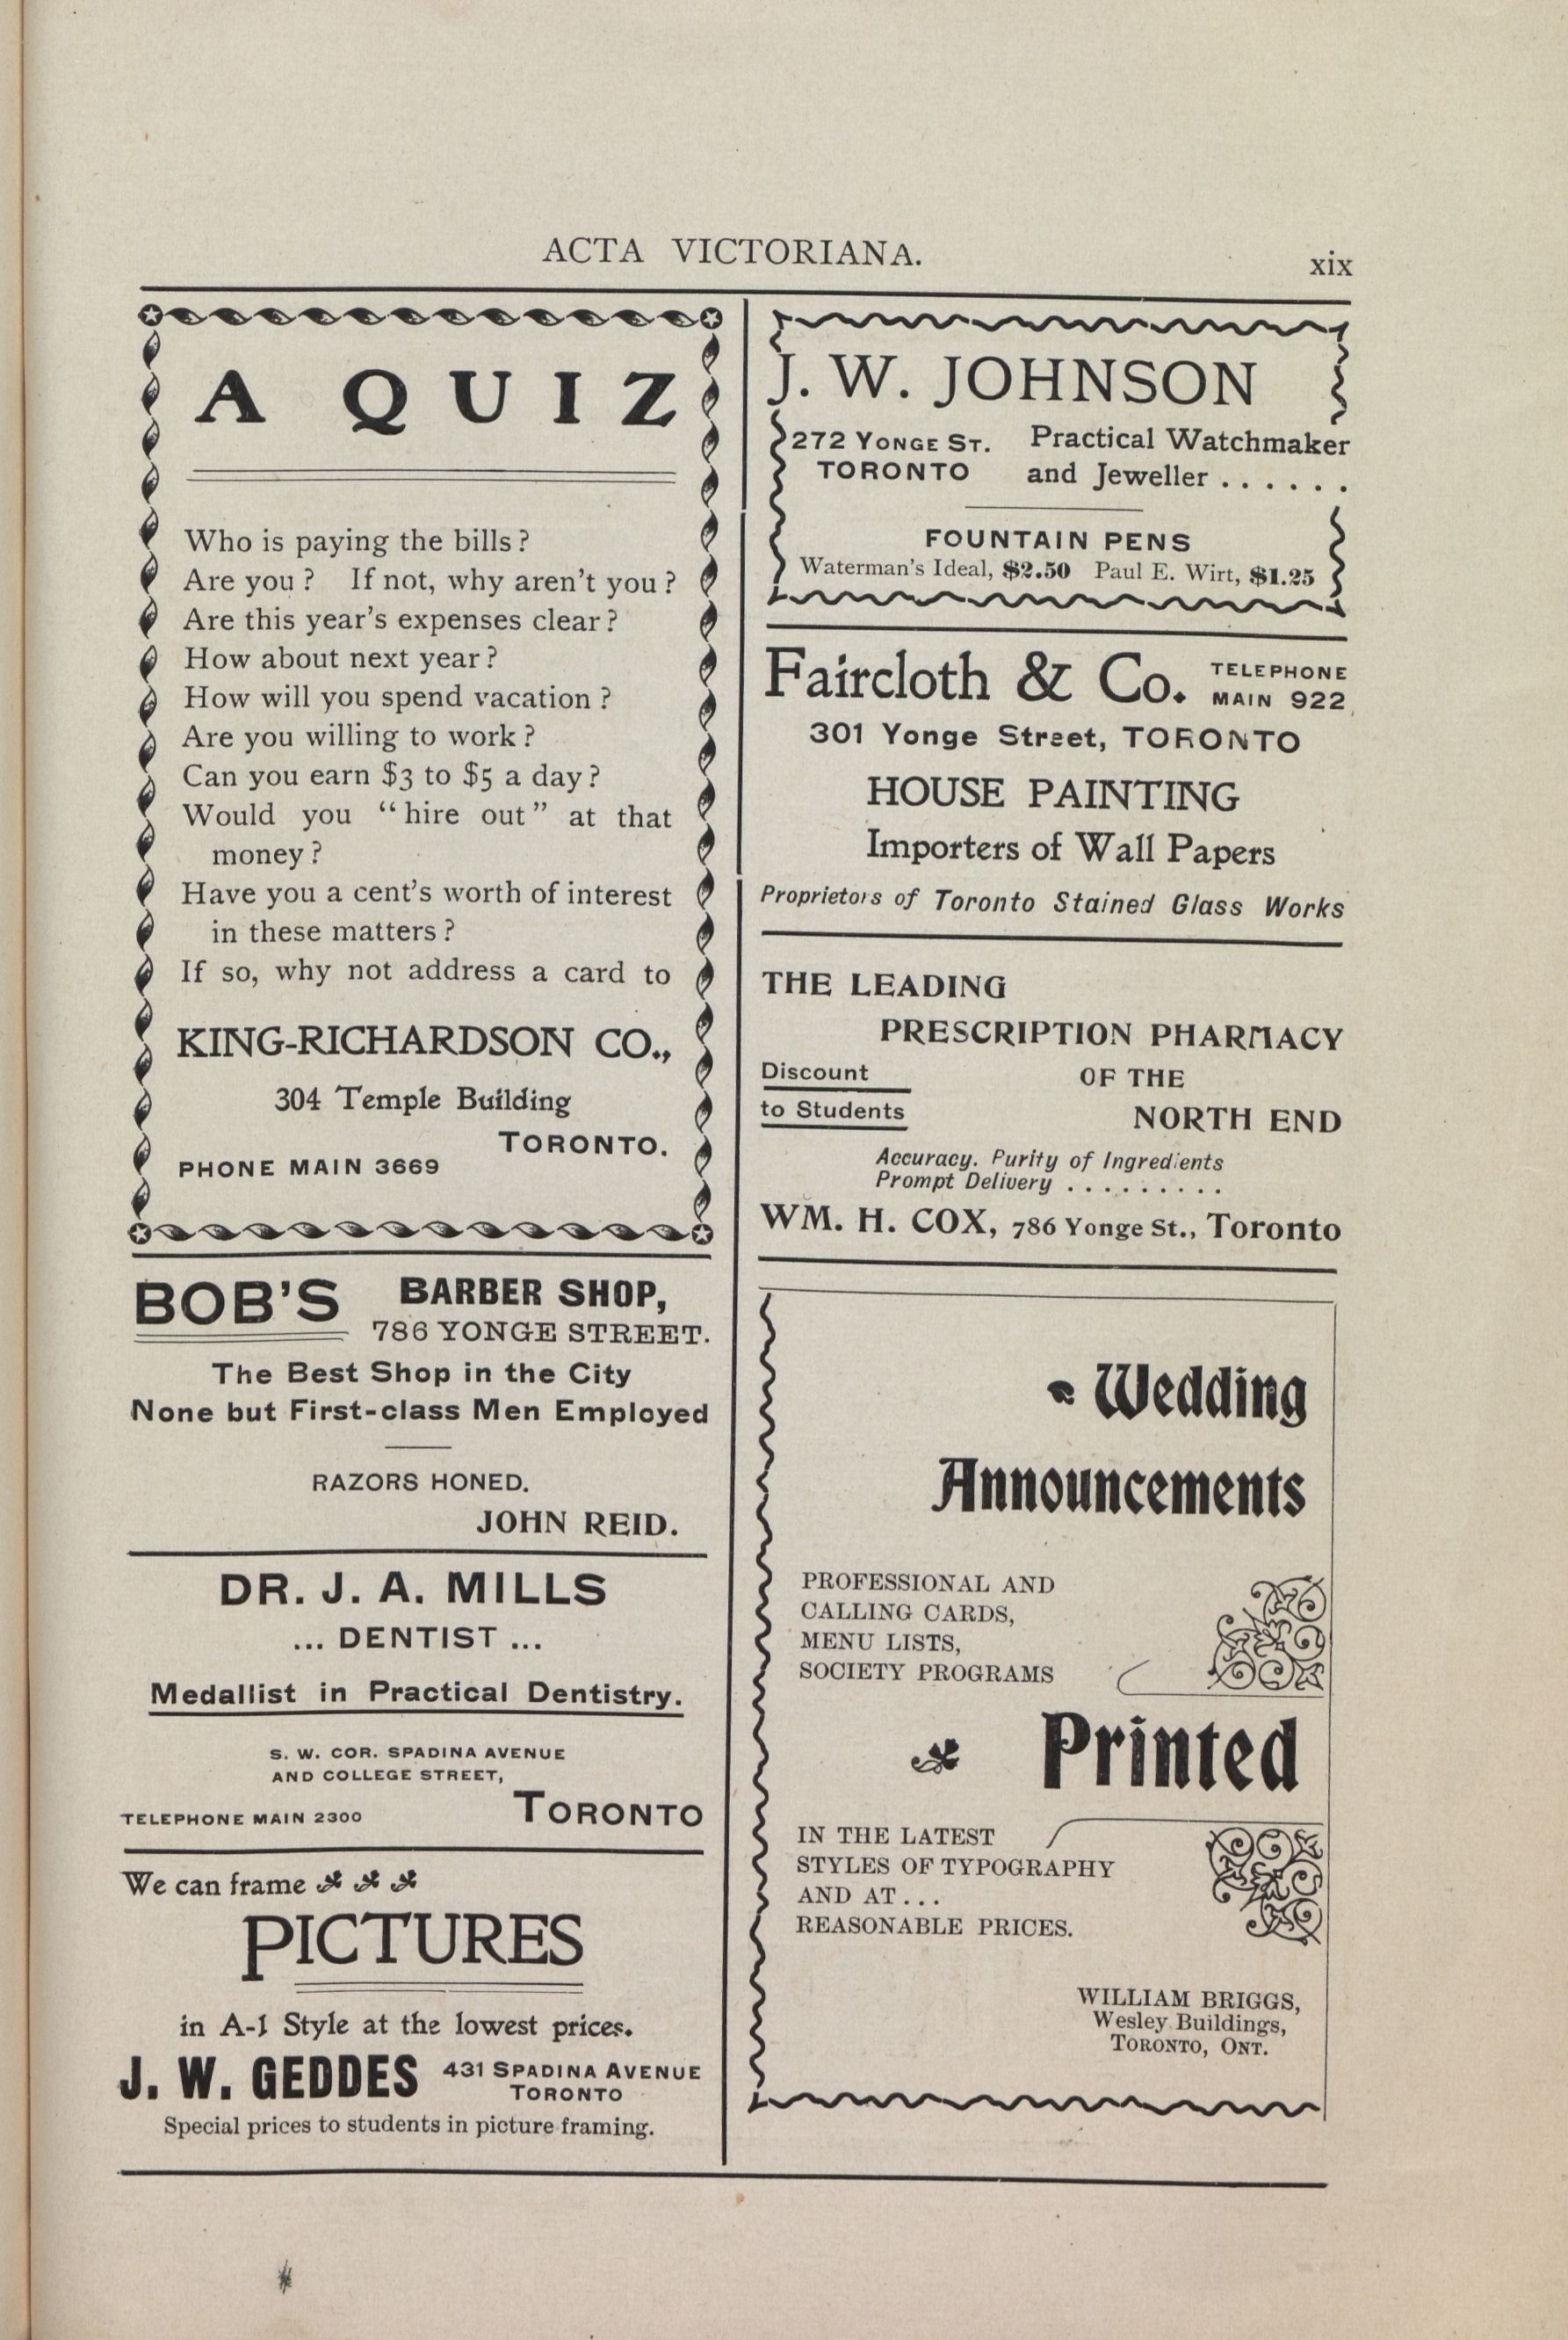 ACTA VICTORIANA.
xix
A QUIZ
Who is paying the bills?
Are you? If not, why aren't you?
Are this year's expenses clear?
How about next year?
How will you spend vacation?
Are you willing to work?
Can you earn $3 to $5 a day?
Would you "hire out" at that
money?
Have you a cent's worth of interest
in these matters?
If so, why not address a card to
KING-RICHARDSON CO.,
304 Temple Building
TORONTO.
PHONE MAIN 3669
BOB'S BARBER SHOP,
786 YONGE STREET.
The Best Shop in the City
None but First-class Men Employed
RAZORS HONED.
JOHN REID.
DR. J. A. MILLS
... DENTIST ...
Medallist in Practical Dentistry.
S. W. COR. SPADINA AVENUE
AND COLLEGE STREET,
TELEPHONE MAIN 2300 TORONTO
We can frame
PICTURES
in A-1 Style at the lowest prices.
J. W. GEDDES 431 SPADINA AVENUE
TORONTO
Special prices to students in picture framing.
J. W. JOHNSON
272 YONGE ST. Practical Watchmaker
TORONTO and Jeweller . . . . . .
FOUNTAIN PENS
Waterman's Ideal, $2.50 Paul E. Wirt, $1.25
Faircloth & Co. TELEPHONE
MAIN 922
301 Yonge Street, TORONTO
HOUSE PAINTING
Importers of Wall Papers
Proprietors of Toronto Stained Glass Works
THE LEADING
PRESCRIPTION PHARMACY
Discount OF THE
to Students NORTH END
Accuracy. Purity of Ingredients
Prompt Delivery . . . . . . . . .
WM. H. COX, 786 Yonge St., Toronto
Wedding
Announcements
PROFESSIONAL AND
CALLING CARDS,
MENU LISTS,
SOCIETY PROGRAMS
Printed
IN THE LATEST
STYLES OF TYPOGRAPHY
AND AT . . .
REASONABLE PRICES.
WILLIAM BRIGGS,
Wesley Buildings,
TORONTO, ONT.